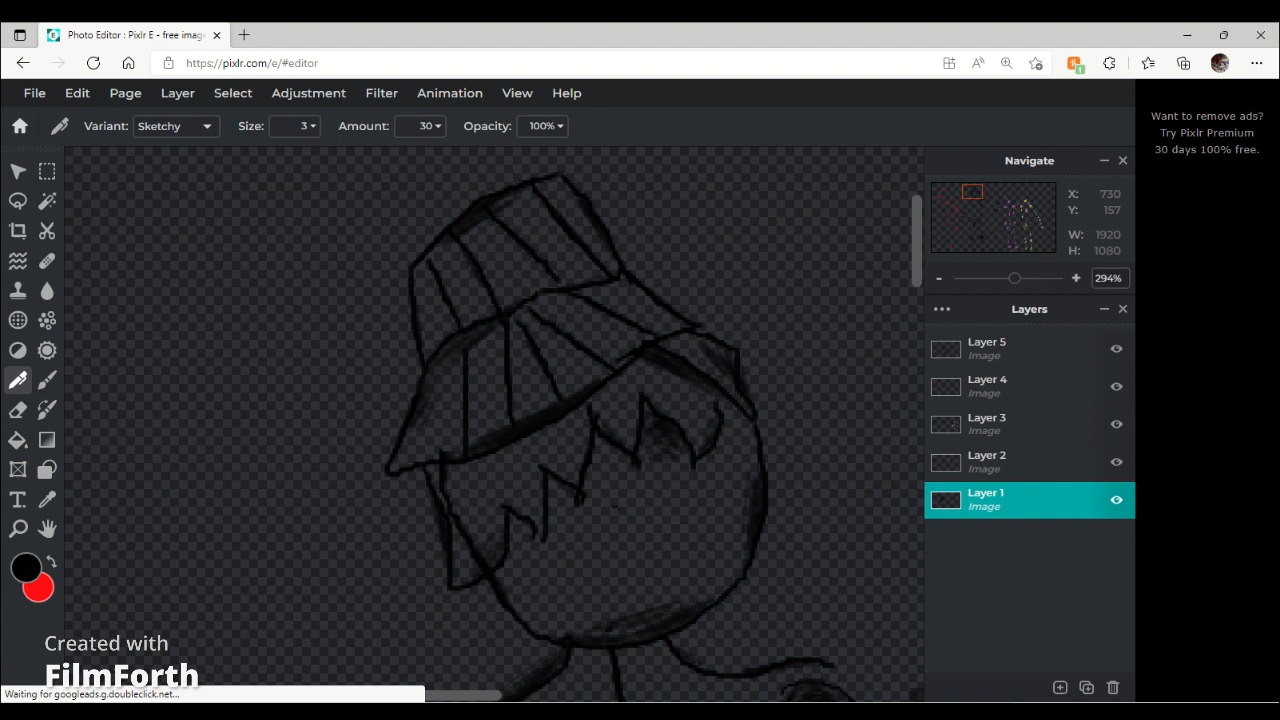 Photo Editor : Pixlr E - free image
https://pixlr.com/e/#editor
File Edit Page Layer Select Adjustment Filter Animation View Help
Variant: Sketchy Size: 3 Amount: 30 Opacity: 100%
Want to remove ads?
Try Pixlr Premium
30 days 100% free.
Navigate
X: 730
Y: 157
W: 1920
H: 1080
294%
Layers
Layer 5
Image
Layer 4
Image
Layer 3
Image
Layer 2
Image
Layer 1
Image
Created with
FilmForth
Waiting for googleads.g.doubleclick.net...